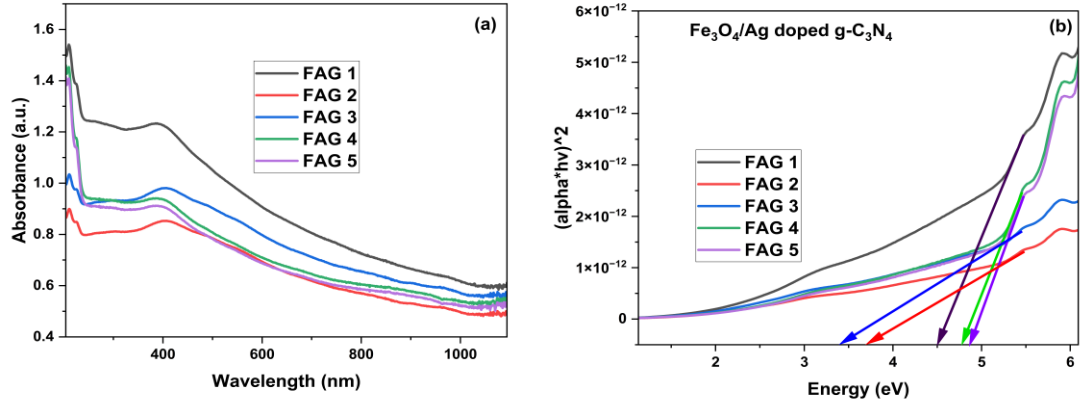 (a)
FAG 1
FAG 2
FAG 3
FAG 4
FAG 5
1.6
1.4
1.2
1.0
0.8
0.6
0.4
Absorbance (a.u.)
200 400 600 800 1000
Wavelength (nm)
(b)
Fe₃O₄/Ag doped g-C₃N₄
FAG 1
FAG 2
FAG 3
FAG 4
FAG 5
6×10⁻¹²
5×10⁻¹²
4×10⁻¹²
3×10⁻¹²
2×10⁻¹²
1×10⁻¹²
0
(alpha*hv)^2
2 3 4 5 6
Energy (eV)